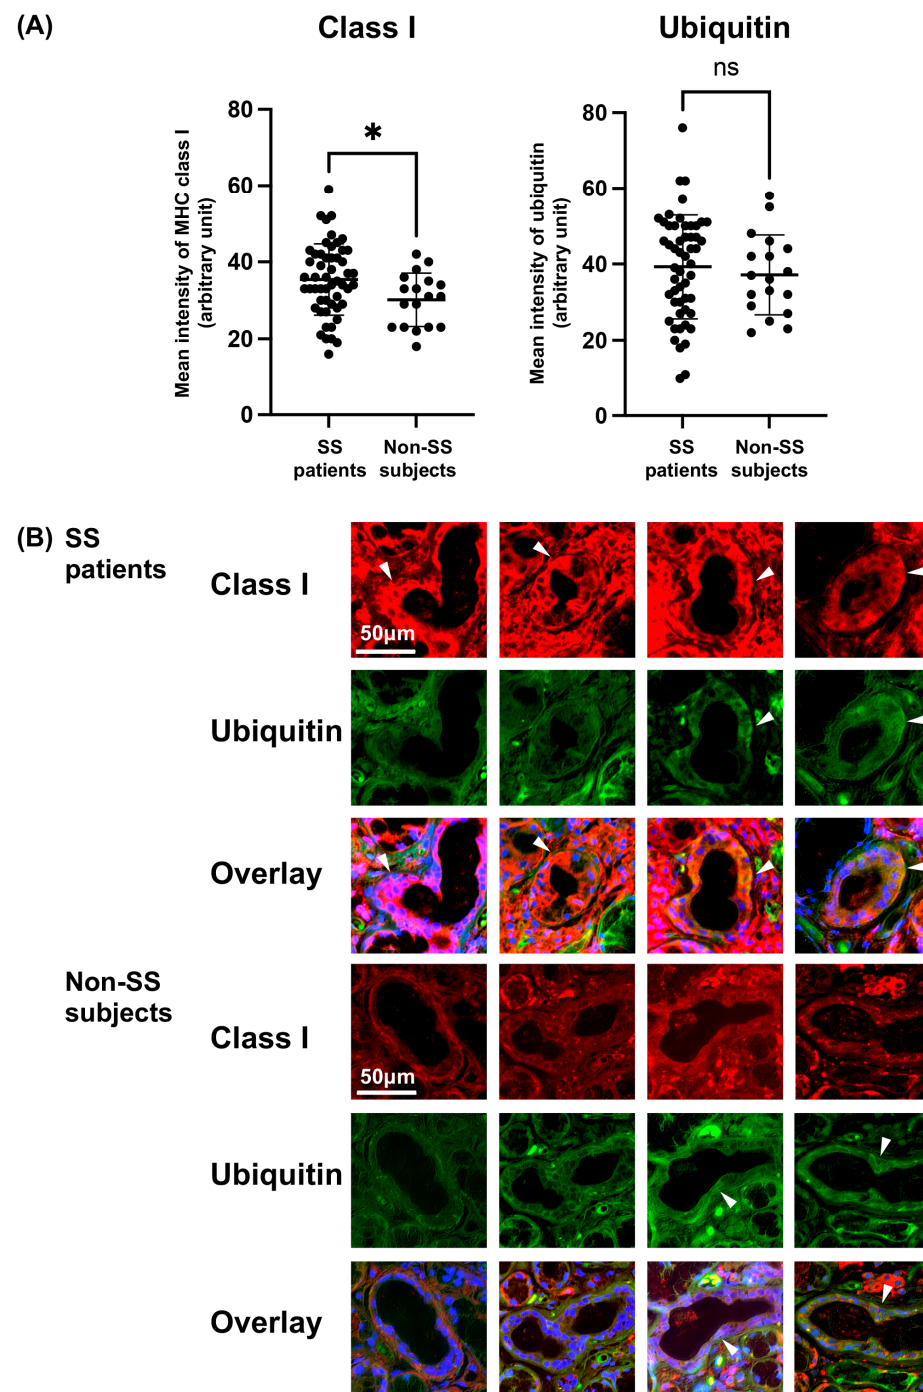 (A)
Class I
Ubiquitin
Mean intensity of MHC class I
(arbitrary unit)
80
60
40
20
0
*
SS
patients
Non-SS
subjects
Mean intensity of ubiquitin
(arbitrary unit)
80
60
40
20
0
ns
SS
patients
Non-SS
subjects
(B)
SS
patients
Class I
50μm
Ubiquitin
Overlay
Non-SS
subjects
Class I
50μm
Ubiquitin
Overlay